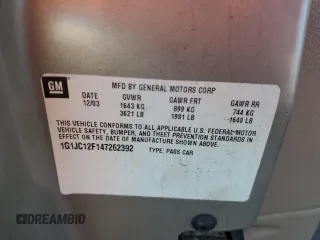 GM
MFD BY GENERAL MOTORS CORP
DATE GVWR GAWR FRT GAWR RR
12/03 1643 KG 899 KG 744 KG
3621 LB 1981 LB 1640 LB
THIS VEHICLE CONFORMS TO ALL APPLICABLE U.S. FEDERAL MOTOR
VEHICLE SAFETY, BUMPER, AND THEFT PREVENTION STANDARDS
IN EFFECT ON THE DATE OF MANUFACTURE SHOWN ABOVE.
1G1JC12F147262392 TYPE: PASS CAR
DREAMBID